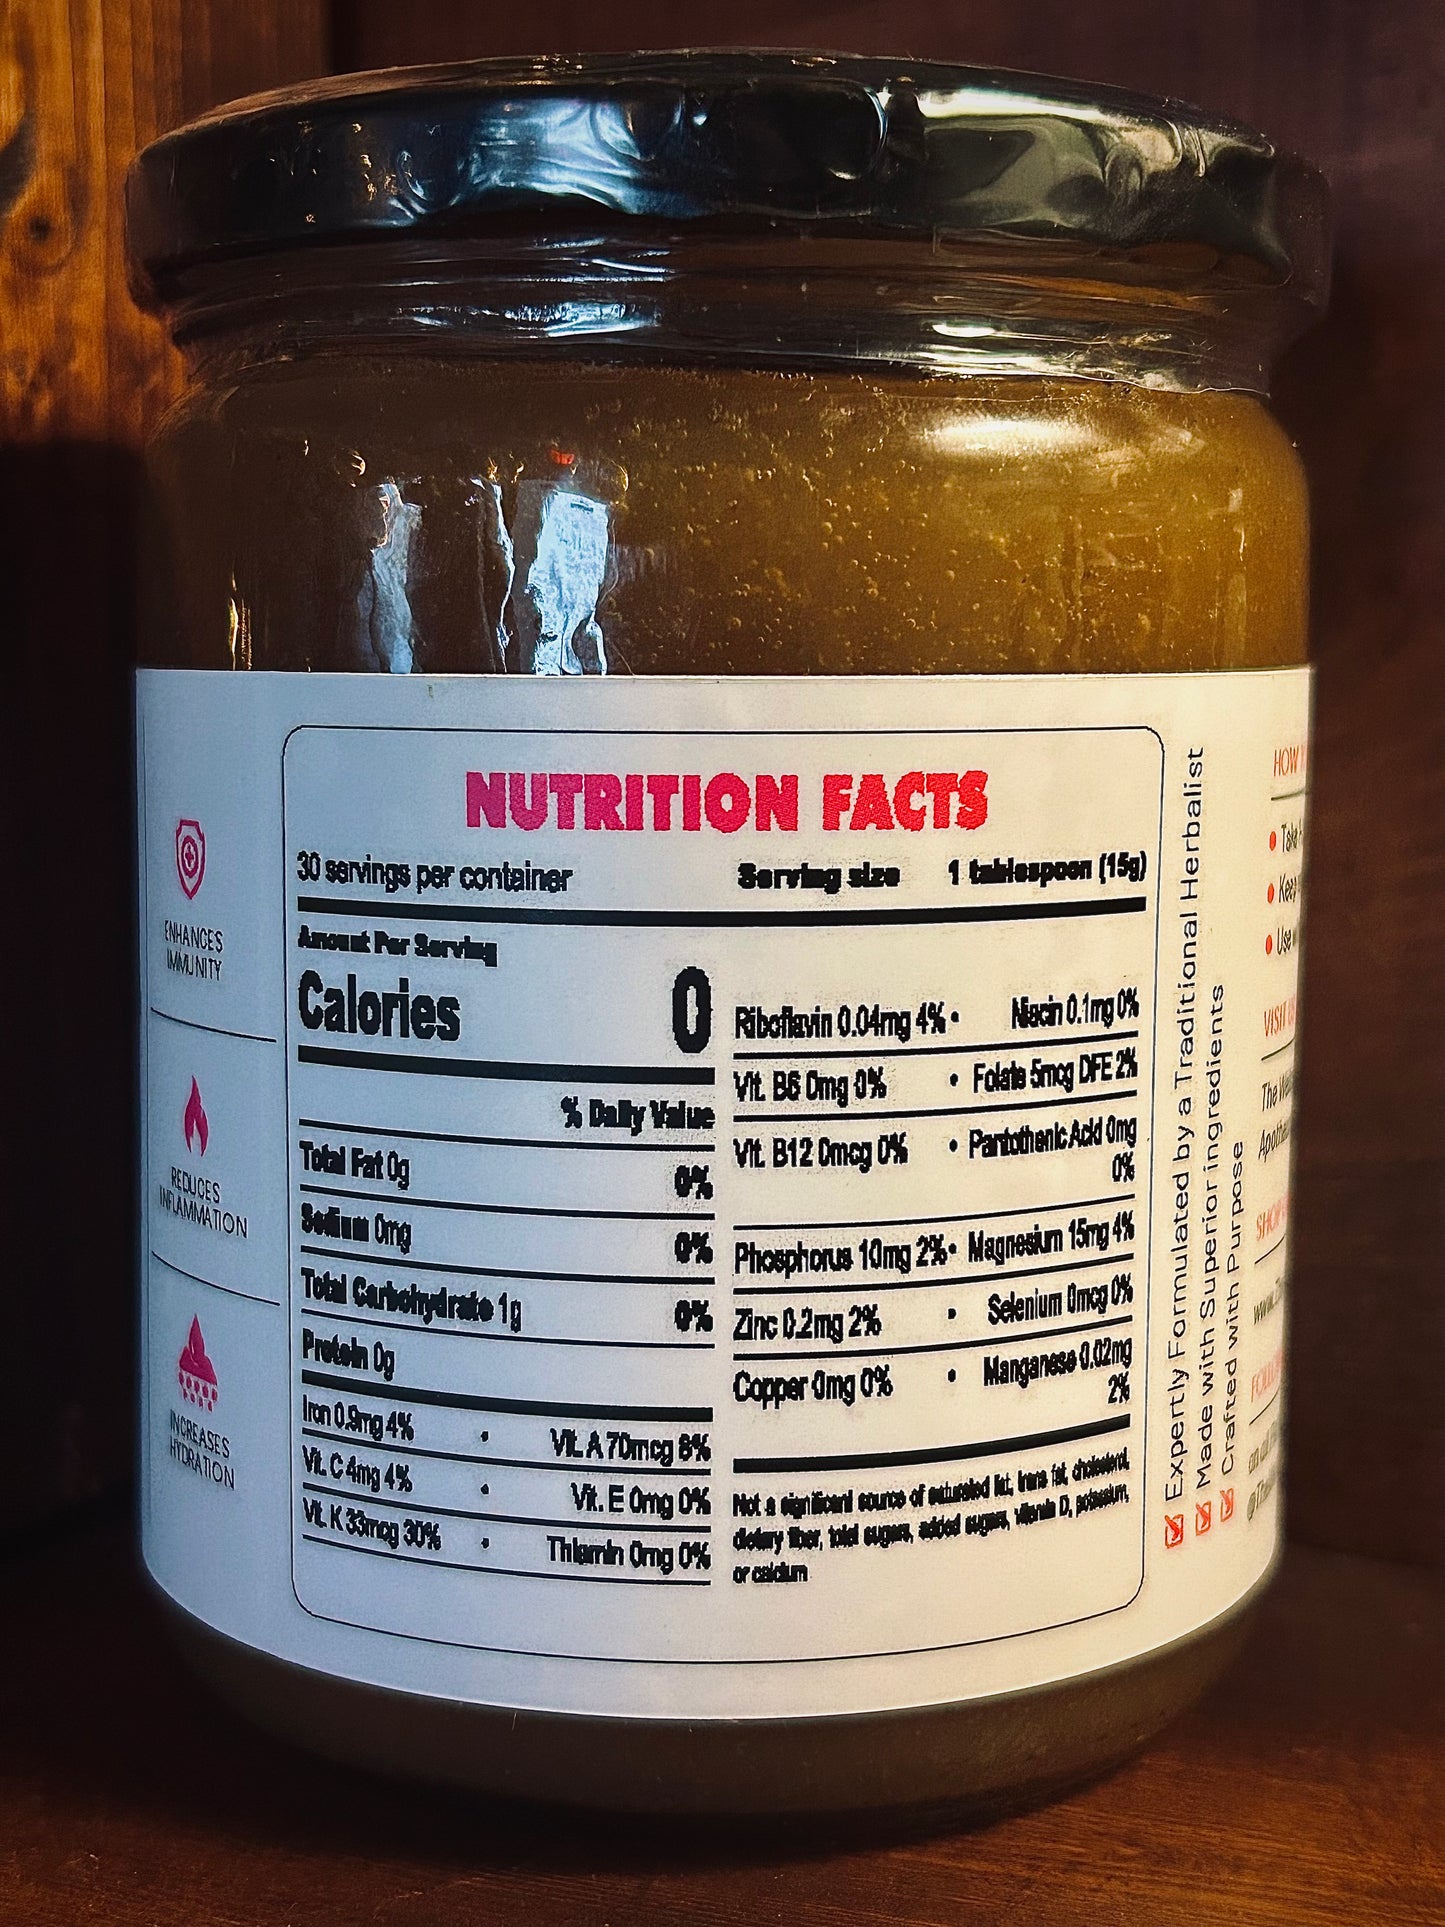 ENHANCES
IMMUNITY
REDUCES
INFLAMMATION
INCREASES
HYDRATION
NUTRITION FACTS
30 servings per container
Serving size 1 tablespoon (15g)
Amount Per Serving
Calories 0
% Daily Value
Total Fat 0g 0%
Sodium 0mg 0%
Total Carbohydrate 1g 0%
Protein 0g
Iron 0.9mg 4% • Vit. A 70mcg 8%
Vit. C 4mg 4% • Vit. E 0mg 0%
Vit. K 33mcg 30% • Thiamin 0mg 0%
Riboflavin 0.04mg 4% • Niacin 0.1mg 0%
Vit. B6 0mg 0% • Folate 5mcg DFE 2%
Vit. B12 0mcg 0% • Pantothenic Acid 0mg
0%
Phosphorus 10mg 2% • Magnesium 15mg 4%
Zinc 0.2mg 2% • Selenium 0mcg 0%
Copper 0mg 0% • Manganese 0.02mg
2%
Not a significant source of saturated fat, trans fat, cholesterol,
dietary fiber, total sugars, added sugars, vitamin D, potassium,
or calcium
Expertly Formulated by a Traditional Herbalist
Made with Superior ingredients
Crafted with Purpose
HOW
Take
Keep
Use
VISIT
The